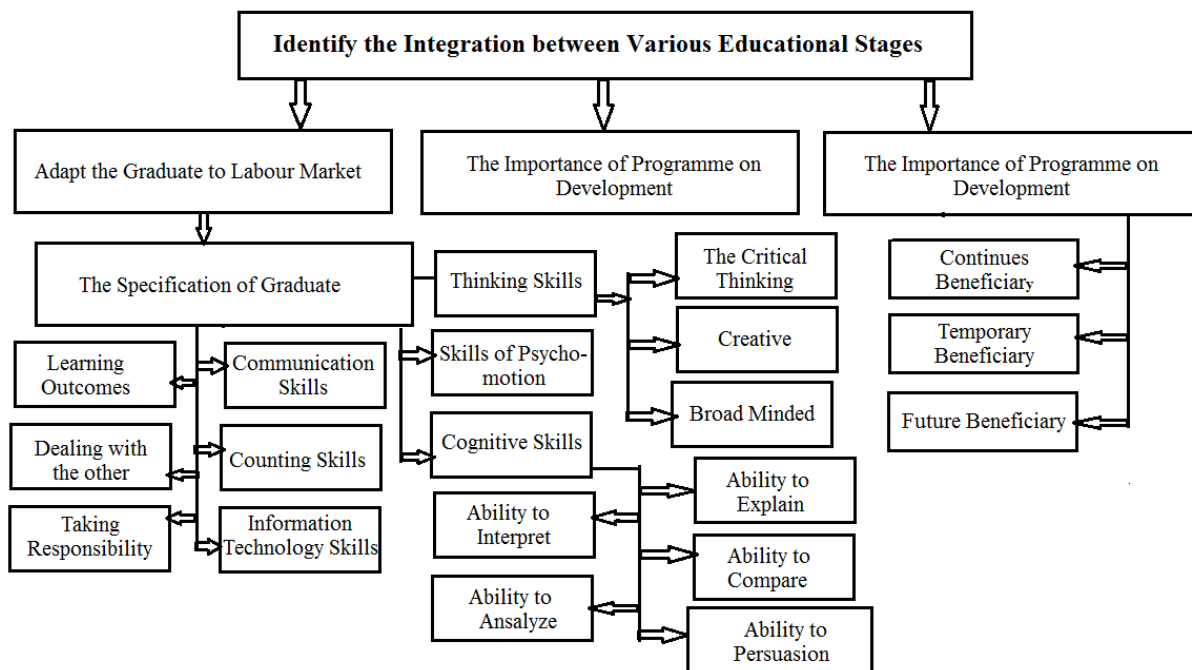 Identify the Integration between Various Educational Stages
Adapt the Graduate to Labour Market
The Importance of Programme on
Development
The Importance of Programme on
Development
The Specification of Graduate
Thinking Skills
The Critical
Thinking
Creative
Broad Minded
Skills of Psycho-
motion
Cognitive Skills
Learning
Outcomes
Communication
Skills
Dealing with
the other
Counting Skills
Taking
Responsibility
Information
Technology Skills
Ability to
Explain
Ability to
Interpret
Ability to
Compare
Ability to
Ansalyze
Ability to
Persuasion
Continues
Beneficiary
Temporary
Beneficiary
Future Beneficiary